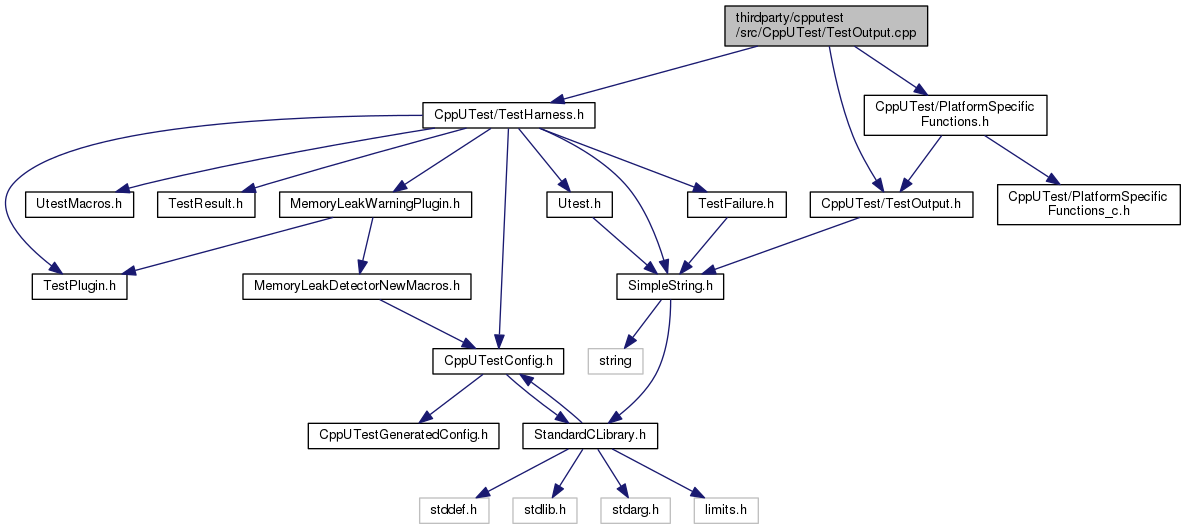 thirdparty/cpputest
/src/CppUTest/TestOutput.cpp
CppUTest/TestHarness.h
CppUTest/PlatformSpecific
Functions.h
UtestMacros.h
TestResult.h
MemoryLeakWarningPlugin.h
Utest.h
TestFailure.h
CppUTest/TestOutput.h
CppUTest/PlatformSpecific
Functions_c.h
TestPlugin.h
MemoryLeakDetectorNewMacros.h
SimpleString.h
CppUTestConfig.h
string
CppUTestGeneratedConfig.h
StandardCLibrary.h
stddef.h
stdlib.h
stdarg.h
limits.h